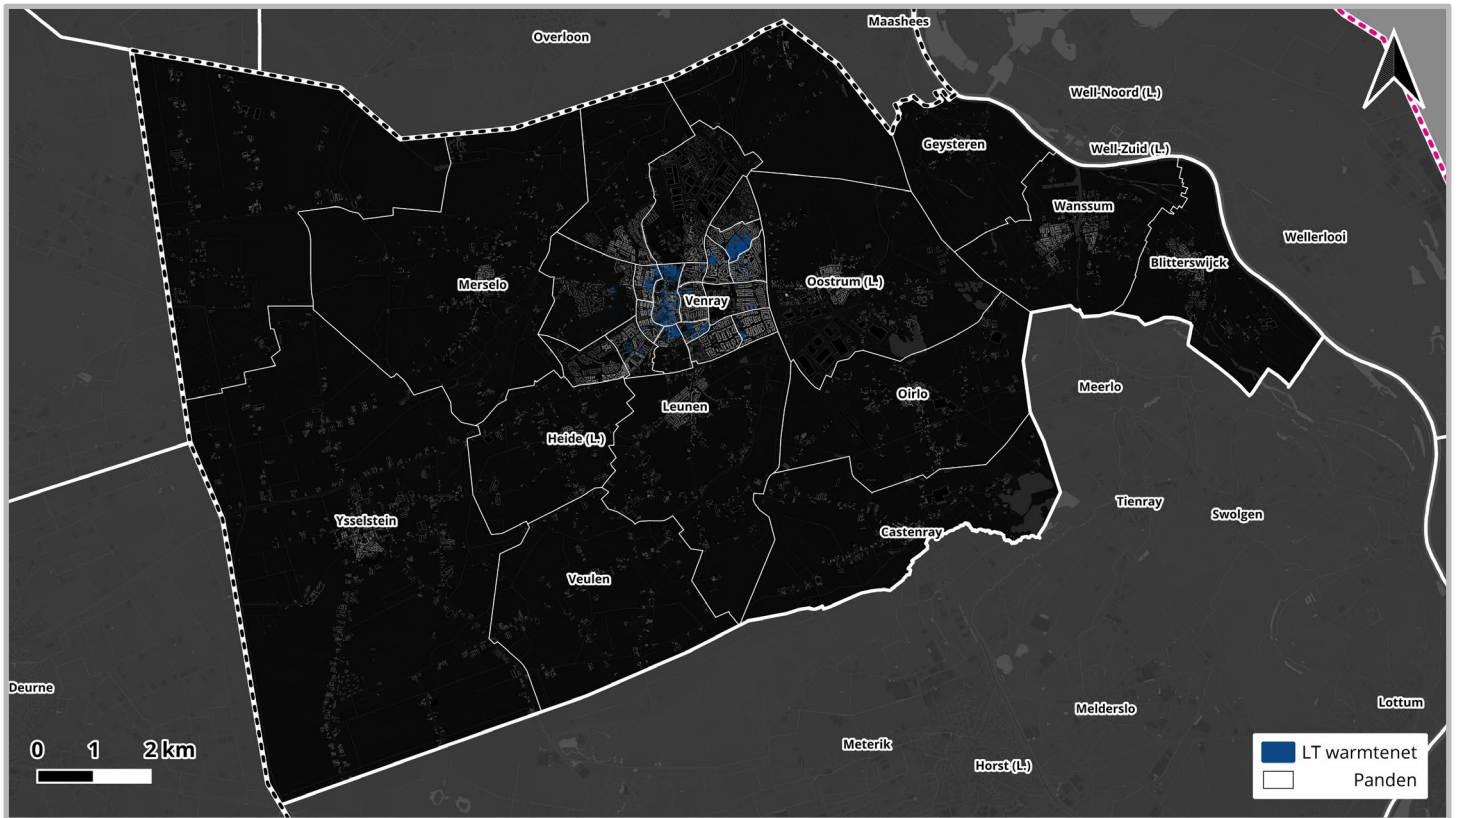 Maashees
Overloon
Well-Noord (L.)
Geysteren
Well-Zuid (L.)
Wanssum
Wellerlooi
Blitterswijck
Merselo
Oostrum (L.)
Venray
Meerlo
Oirlo
Leunen
Heide (L.)
Tienray
Swolgen
Ysselstein
Castenray
Veulen
Deurne
Lottum
Melderslo
Meterik
Horst (L.)
0 1 2 km
LT warmtenet
Panden